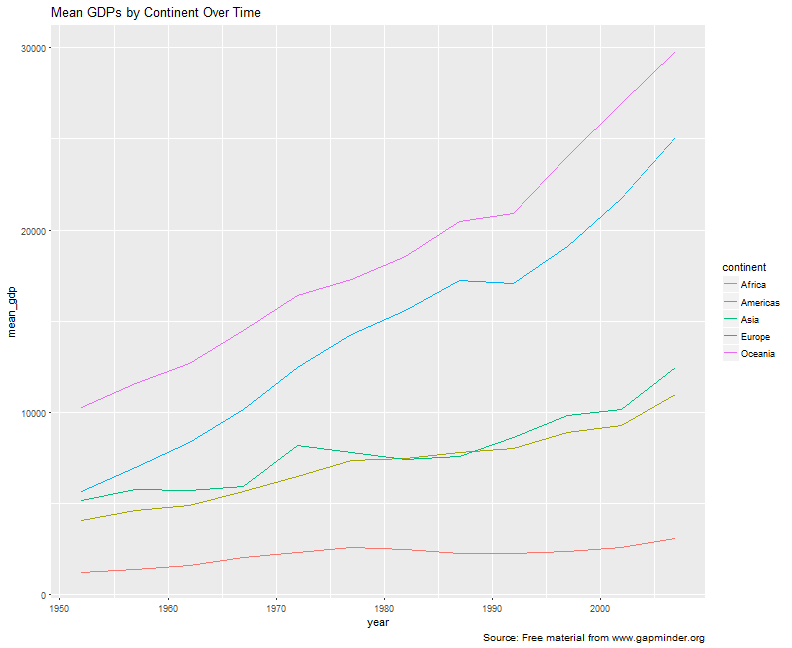 Mean GDPs by Continent Over Time
30000
20000
10000
0
mean_gdp
1950 1960 1970 1980 1990 2000
year
continent
Africa
Americas
Asia
Europe
Oceania
Source: Free material from www.gapminder.org